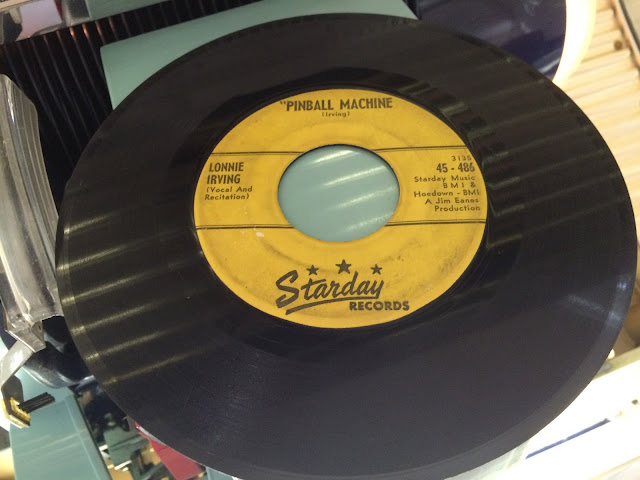 "PINBALL MACHINE
(Irving)
LONNIE
IRVING
(Vocal And
Recitation)
3135
45 - 486
Starday Music
B M I &
Hoedown - BMI
A Jim Eanes
Production
Starday
RECORDS